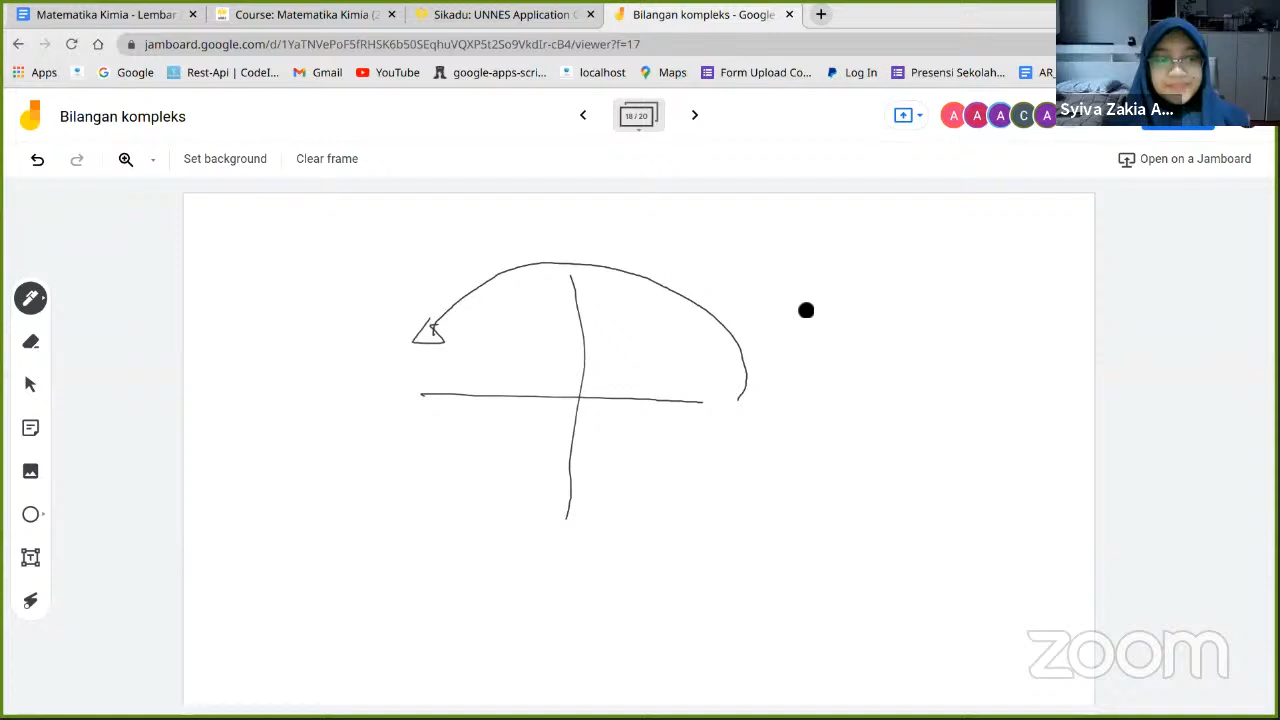 Matematika Kimia - Lembar
Course: Matematika Kimia (2
Sikadu: UNNES Application
Bilangan kompleks - Google
jamboard.google.com/d/1YaTNVePoF5fRHSK6b50SEqhuVQXP5t2So9VkdIr-cB4/viewer?f=17
Apps
Google
Rest-Api | CodeI...
Gmail
YouTube
google-apps-scri...
localhost
Maps
Form Upload Co...
Log In
Presensi Sekolah...
AR_
Syiva Zakia A...
Bilangan kompleks
18 / 20
A A A C A
Set background
Clear frame
Open on a Jamboard
zoom